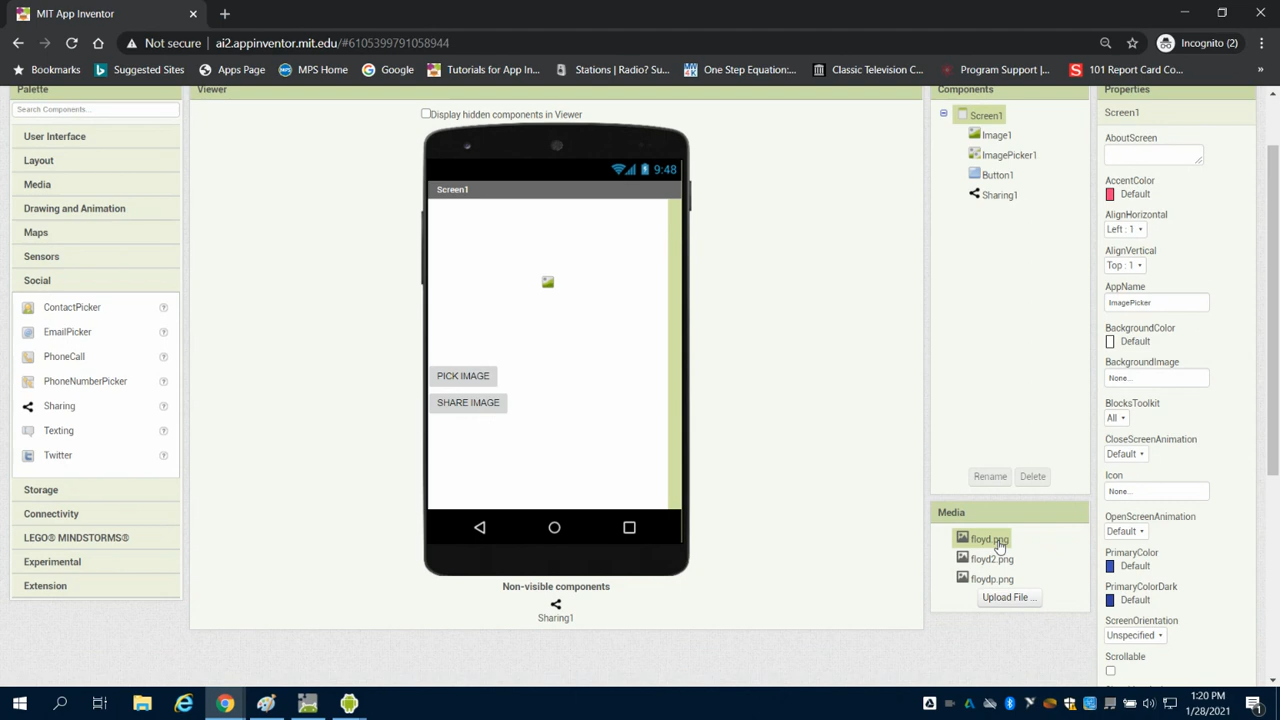 MIT App Inventor
Not secure
ai2.appinventor.mit.edu/#6105399791058944
Incognito (2)
Bookmarks
Suggested Sites
Apps Page
MPS Home
Google
Tutorials for App In...
Stations | Radio? Su...
One Step Equation:...
Classic Television C...
Program Support |...
101 Report Card Co...
»
Palette
Viewer
Components
Properties
Search Components...
Display hidden components in Viewer
User Interface
Layout
Media
Drawing and Animation
Maps
Sensors
Social
ContactPicker
EmailPicker
PhoneCall
PhoneNumberPicker
Sharing
Texting
Twitter
Storage
Connectivity
LEGO® MINDSTORMS®
Experimental
Extension
9:48
Screen1
PICK IMAGE
SHARE IMAGE
Non-visible components
Sharing1
Screen1
Image1
ImagePicker1
Button1
Sharing1
Rename
Delete
Media
floyd.png
floyd2.png
floydp.png
Upload File ...
Screen1
AboutScreen
AccentColor
Default
AlignHorizontal
Left : 1
AlignVertical
Top : 1
AppName
ImagePicker
BackgroundColor
Default
BackgroundImage
None...
BlocksToolkit
All
CloseScreenAnimation
Default
Icon
None...
OpenScreenAnimation
Default
PrimaryColor
Default
PrimaryColorDark
Default
ScreenOrientation
Unspecified
Scrollable
1:20 PM
1/28/2021